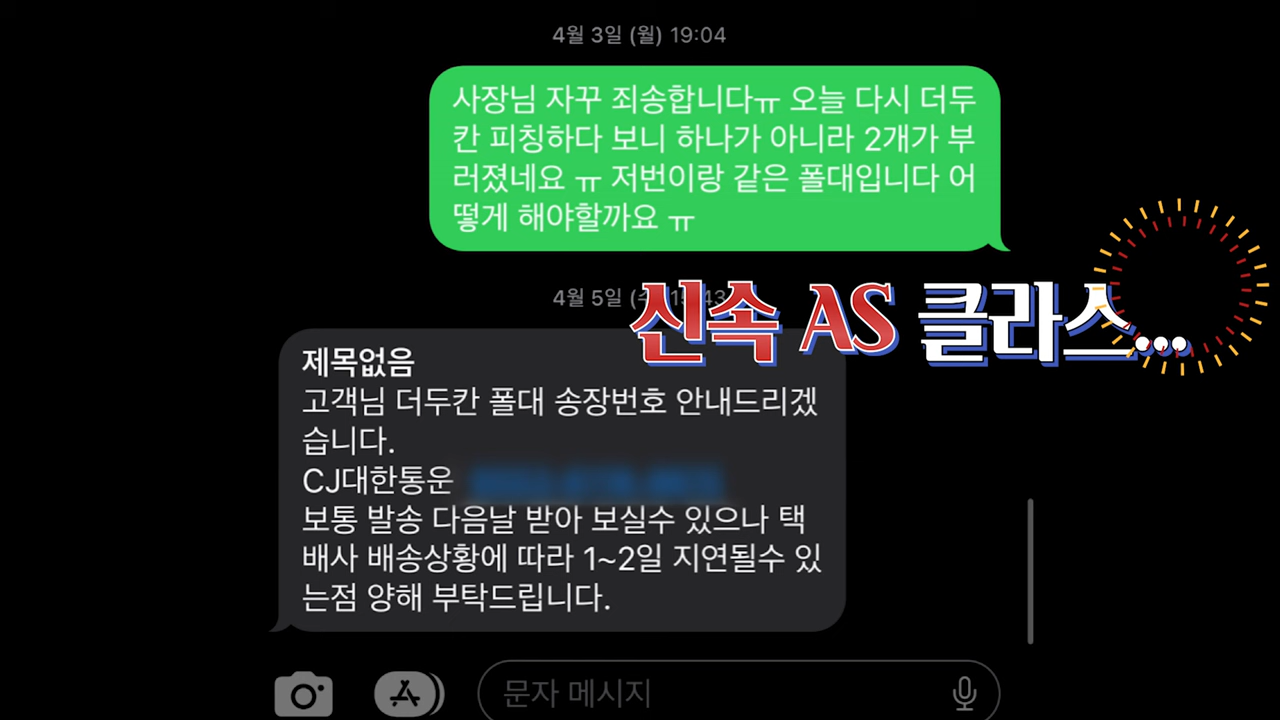 4월 3일 (월) 19:04
사장님 자꾸 죄송합니다ㅠ 오늘 다시 더두
칸 피칭하다 보니 하나가 아니라 2개가 부
러졌네요 ㅠ 저번이랑 같은 폴대입니다 어
떻게 해야할까요 ㅠ
4월 5일
신속 AS 클라스...
제목없음
고객님 더두칸 폴대 송장번호 안내드리겠
습니다.
CJ대한통운
보통 발송 다음날 받아 보실수 있으나 택
배사 배송상황에 따라 1~2일 지연될수 있
는점 양해 부탁드립니다.
문자 메시지